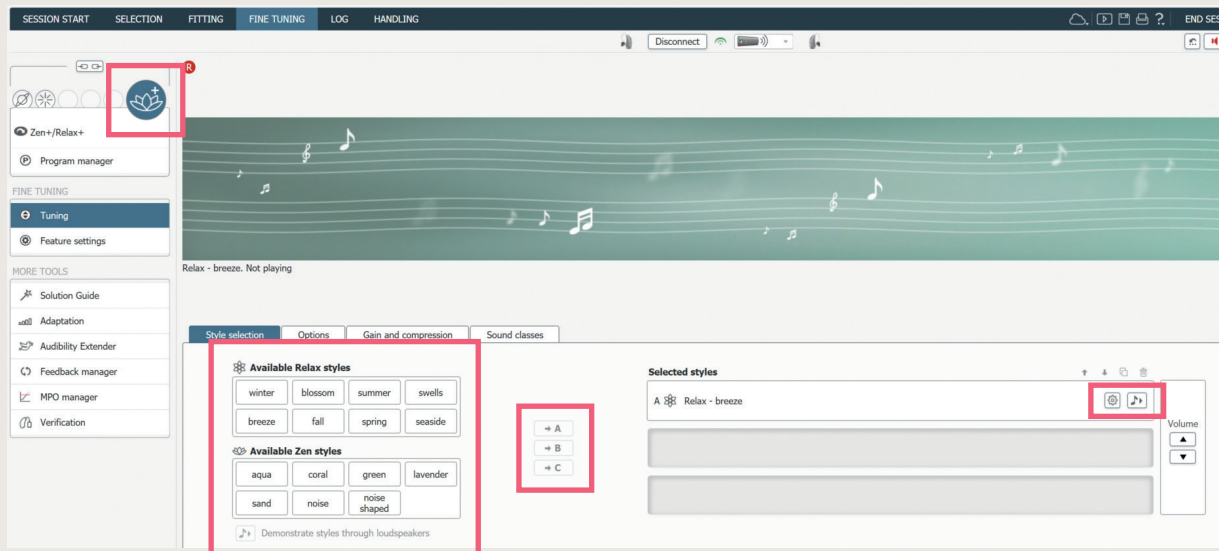 SESSION START SELECTION FITTING FINE TUNING LOG HANDLING END SES
Disconnect
R
Zen+/Relax+
P Program manager
FINE TUNING
Tuning
Feature settings
MORE TOOLS
Solution Guide
Adaptation
Audibility Extender
Feedback manager
MPO manager
Verification
Relax - breeze. Not playing
Style selection Options Gain and compression Sound classes
Available Relax styles
winter blossom summer swells
breeze fall spring seaside
Available Zen styles
aqua coral green lavender
sand noise noise shaped
Demonstrate styles through loudspeakers
→ A
→ B
→ C
Selected styles
A Relax - breeze
Volume